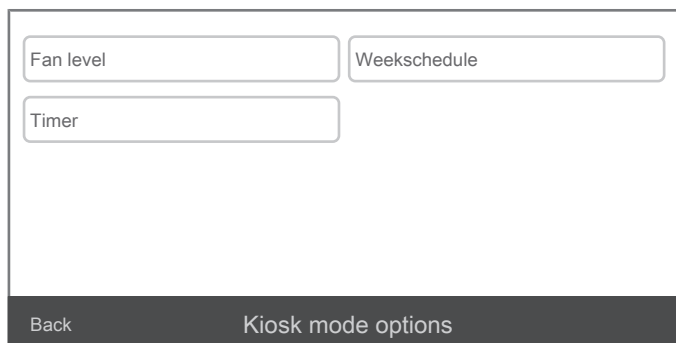 Fan level
Weekschedule
Timer
Back
Kiosk mode options